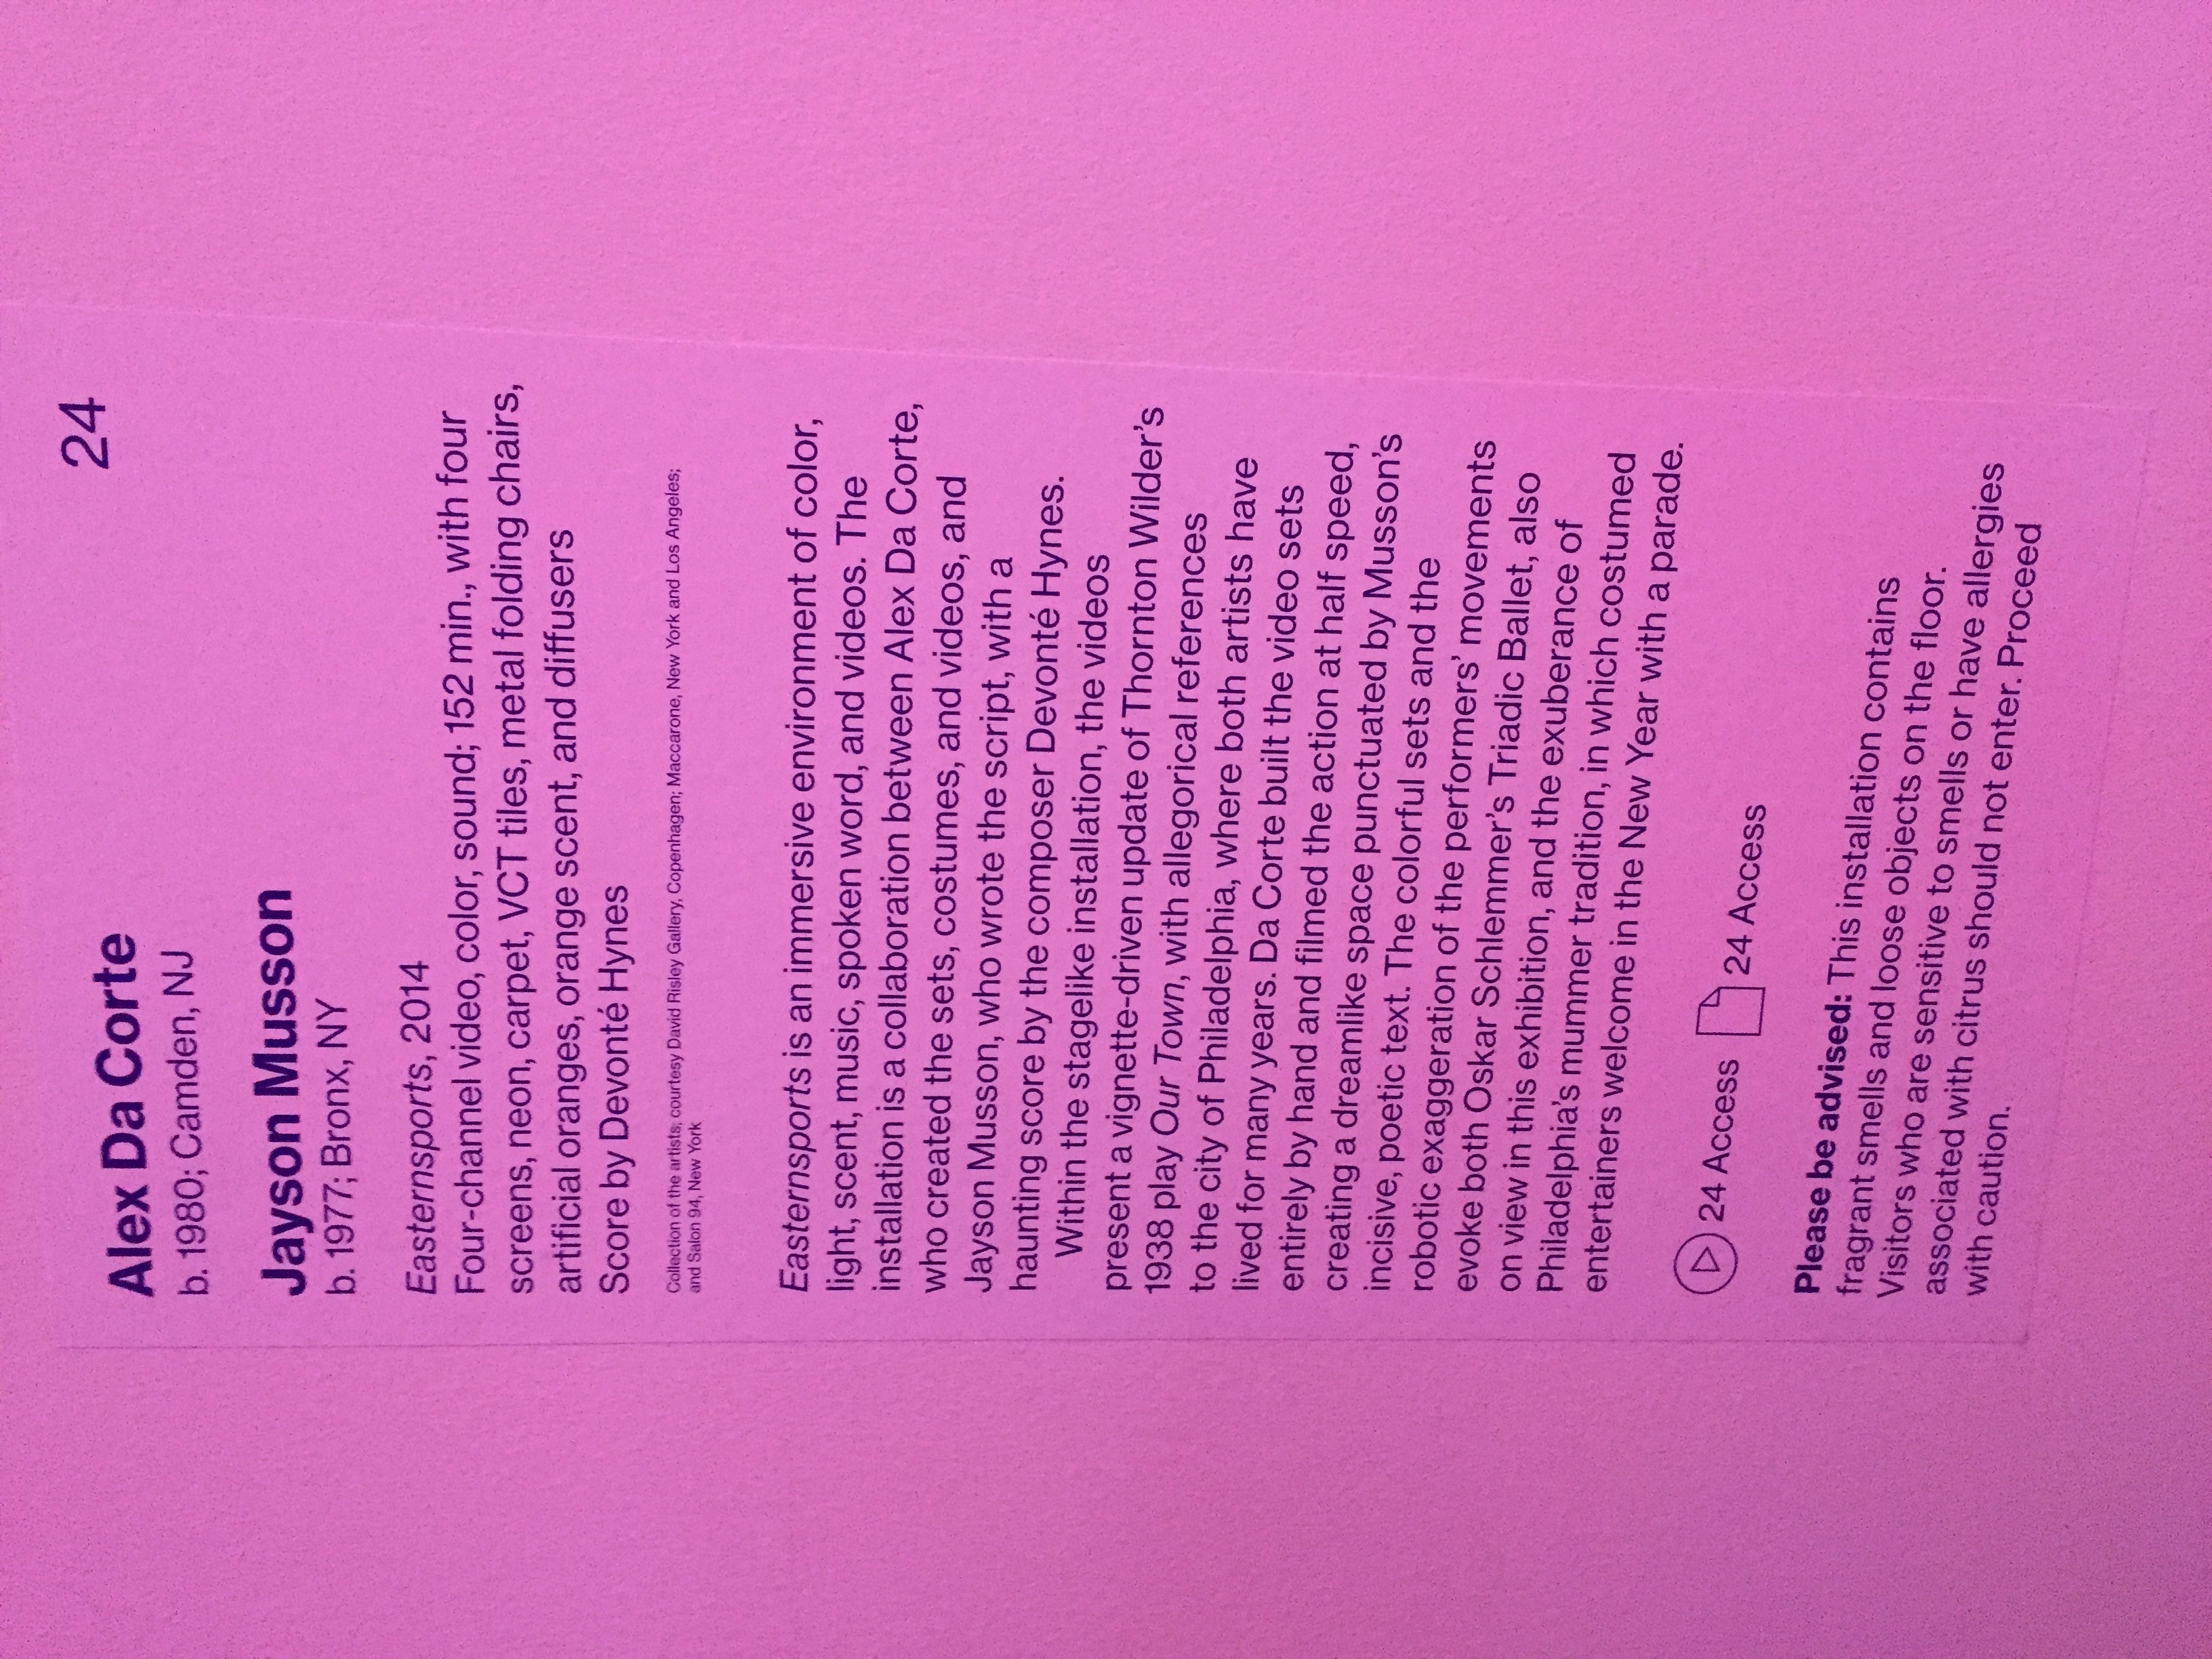 24
Alex Da Corte
b. 1980; Camden, NJ
Jayson Musson
b. 1977; Bronx, NY
Easternsports, 2014
Four-channel video, color, sound; 152 min., with four
screens, neon, carpet, VCT tiles, metal folding chairs,
artificial oranges, orange scent, and diffusers
Score by Devonté Hynes
Collection of the artists; courtesy David Risley Gallery, Copenhagen; Maccarone, New York and Los Angeles;
and Salon 94, New York
Easternsports is an immersive environment of color,
light, scent, music, spoken word, and videos. The
installation is a collaboration between Alex Da Corte,
who created the sets, costumes, and videos, and
Jayson Musson, who wrote the script, with a
haunting score by the composer Devonté Hynes.
Within the stagelike installation, the videos
present a vignette-driven update of Thornton Wilder’s
1938 play Our Town, with allegorical references
to the city of Philadelphia, where both artists have
lived for many years. Da Corte built the video sets
entirely by hand and filmed the action at half speed,
creating a dreamlike space punctuated by Musson’s
incisive, poetic text. The colorful sets and the
robotic exaggeration of the performers’ movements
evoke both Oskar Schlemmer’s Triadic Ballet, also
on view in this exhibition, and the exuberance of
Philadelphia’s mummer tradition, in which costumed
entertainers welcome in the New Year with a parade.
24 Access 24 Access
Please be advised: This installation contains
fragrant smells and loose objects on the floor.
Visitors who are sensitive to smells or have allergies
associated with citrus should not enter. Proceed
with caution.